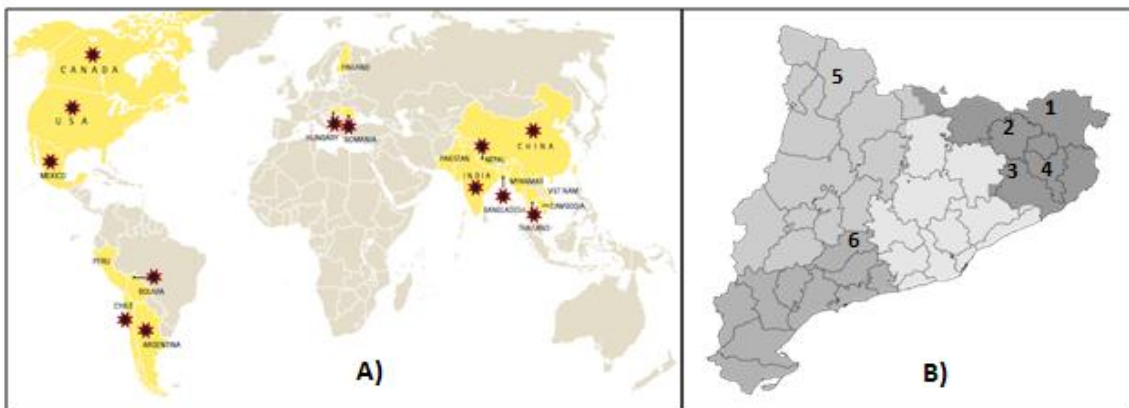 CANADA
USA
MEXICO
PERU
BOLIVIA
CHILE
ARGENTINA
FINLAND
HUNGARY
ROMANIA
CHINA
PAKISTAN
NEPAL
INDIA
MYANMAR
BANGLADESH
VIET NAM
CAMBODIA
THAILAND
A)
5
1
2
3
4
6
B)